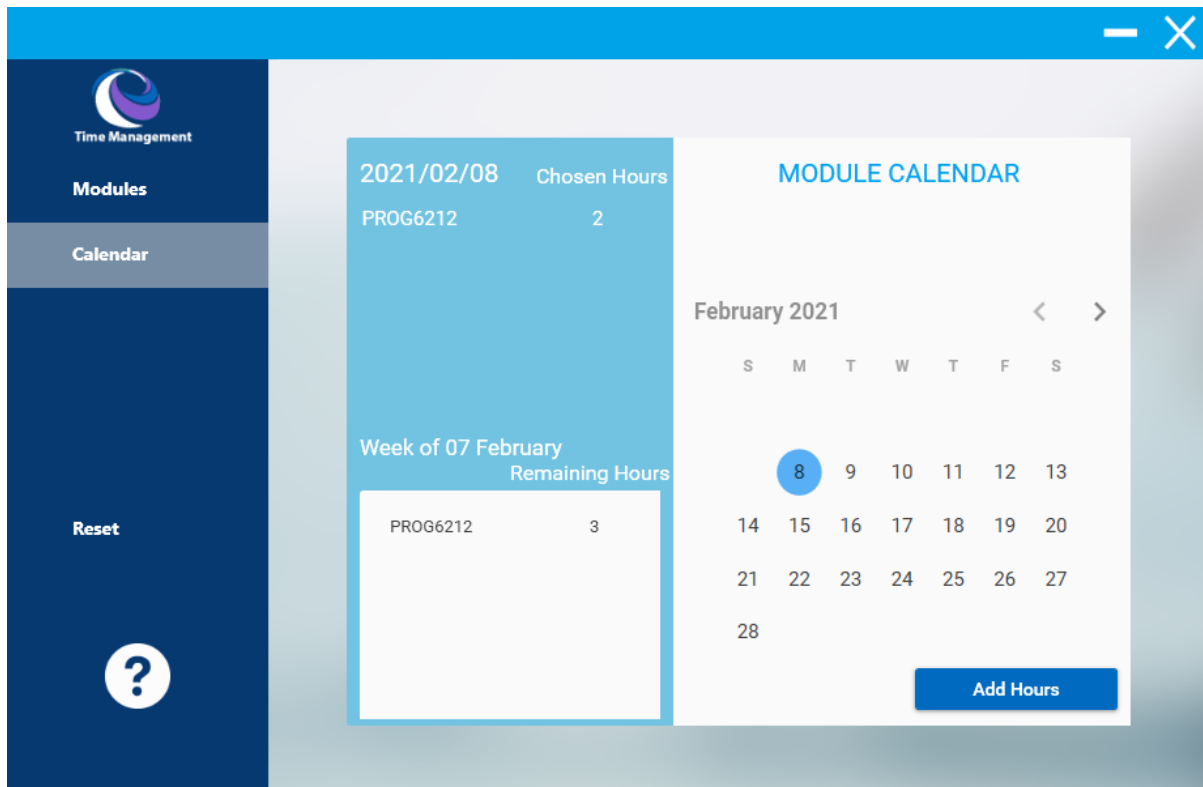 Time Management
Modules
Calendar
Reset
?
2021/02/08 Chosen Hours
PROG6212 2
Week of 07 February
Remaining Hours
PROG6212 3
MODULE CALENDAR
February 2021
S M T W T F S
8 9 10 11 12 13
14 15 16 17 18 19 20
21 22 23 24 25 26 27
28
Add Hours